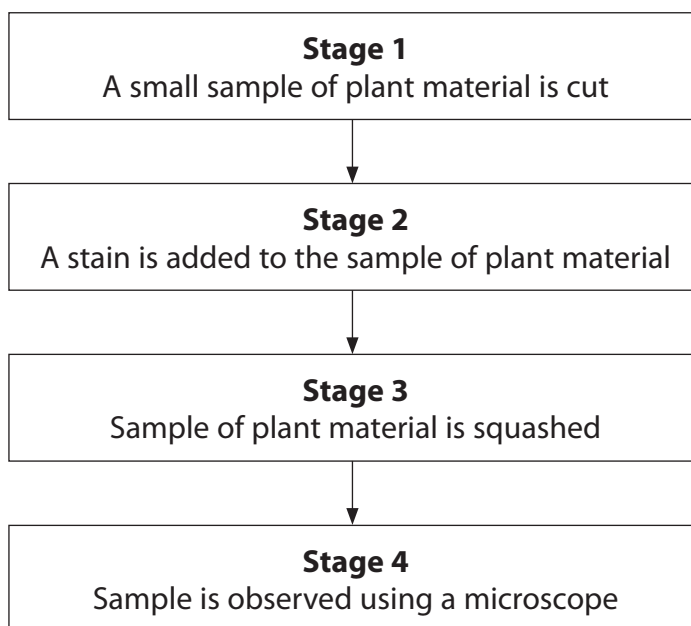 Stage 1
A small sample of plant material is cut
Stage 2
A stain is added to the sample of plant material
Stage 3
Sample of plant material is squashed
Stage 4
Sample is observed using a microscope